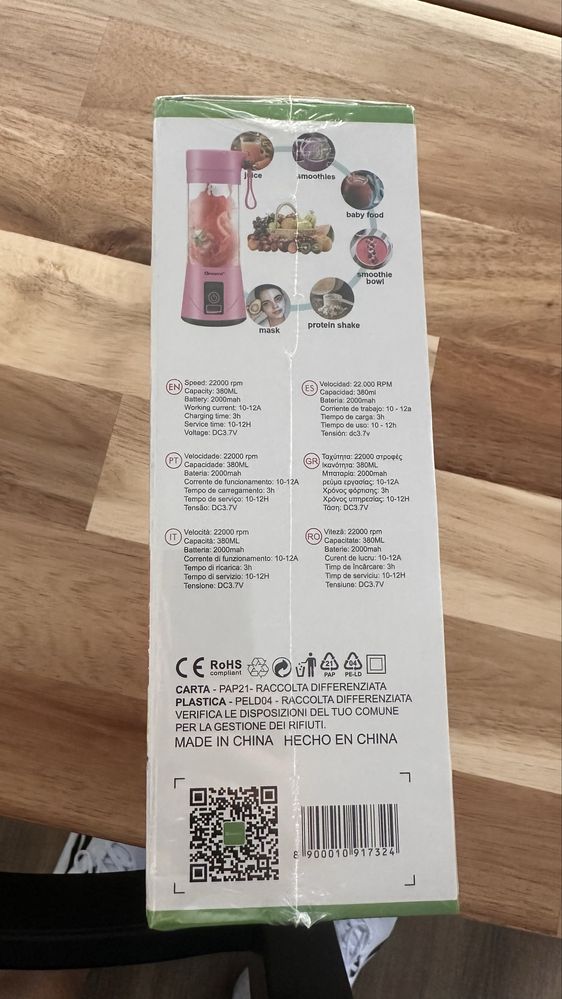 juice
smoothies
baby food
smoothie
bowl
protein shake
mask
EN
Speed: 22000 rpm
Capacity: 380ML
Battery: 2000mah
Working current: 10-12A
Charging time: 3h
Service time: 10-12H
Voltage: DC3.7V
ES
Velocidad: 22.000 RPM
Capacidad: 380ml
Bateria: 2000mah
Corriente de trabajo: 10 - 12a
Tiempo de carga: 3h
Tiempo de uso: 10 - 12h
Tensión: dc3.7v
PT
Velocidade: 22000 rpm
Capacidade: 380ML
Bateria: 2000mah
Corrente de funcionamento: 10-12A
Tempo de carregamento: 3h
Tempo de serviço: 10-12H
Tensão: DC3.7V
GR
Ταχύτητα: 22000 στροφές
Ικανότητα: 380ML
Μπαταρία: 2000mah
ρεύμα εργασίας: 10-12A
Χρόνος φόρτισης: 3h
Χρόνος υπηρεσίας: 10-12H
Τάση: DC3.7V
IT
Velocità: 22000 rpm
Capacità: 380ML
Batteria: 2000mah
Corrente di funzionamento: 10-12A
Tempo di ricarica: 3h
Tempo di servizio: 10-12H
Tensione: DC3.7V
RO
Viteză: 22000 rpm
Capacitate: 380ML
Baterie: 2000mah
Curent de lucru: 10-12A
Timp de încărcare: 3h
Timp de serviciu: 10-12H
Tensiune: DC3.7V
CE RoHS
compliant
21
PAP
04
PE-LD
CARTA - PAP21- RACCOLTA DIFFERENZIATA
PLASTICA - PELD04 - RACCOLTA DIFFERENZIATA
VERIFICA LE DISPOSIZIONI DEL TUO COMUNE
PER LA GESTIONE DEI RIFIUTI.
MADE IN CHINA HECHO EN CHINA
8 900010 917324